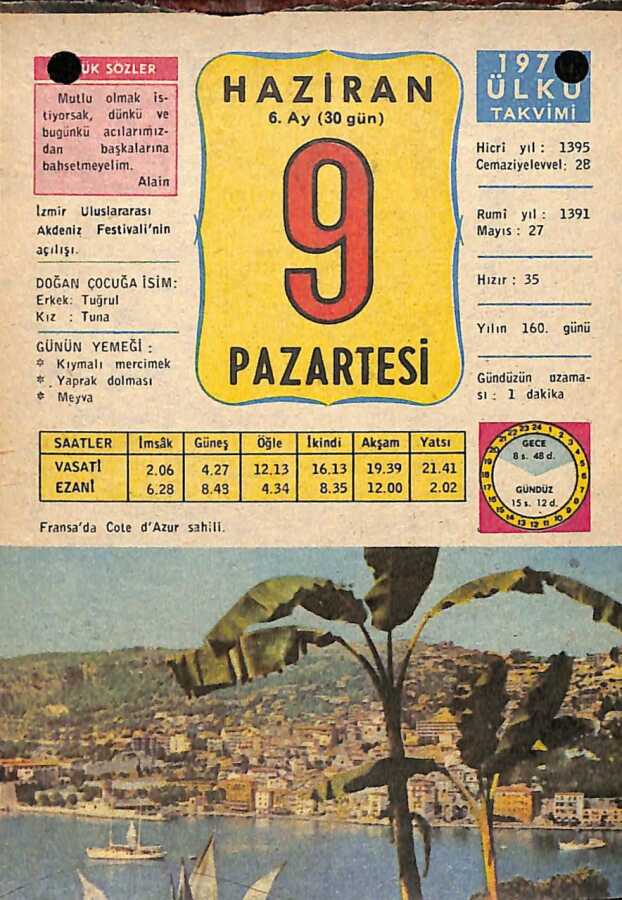 ÜK SÖZLER
Mutlu olmak is-
tiyorsak, dünkü ve
bugünkü acılarımız-
dan başkalarına
bahsetmeyelim.
Alain
İzmir Uluslararası
Akdeniz Festivali'nin
açılışı.
DOĞAN ÇOCUĞA İSİM:
Erkek: Tuğrul
Kız : Tuna
GÜNÜN YEMEĞİ :
* Kıymalı mercimek
* Yaprak dolması
* Meyva
HAZİRAN
6. Ay (30 gün)
9
PAZARTESİ
197
ÜLKÜ
TAKVİMİ
Hicrî yıl : 1395
Cemaziyelevvel: 28
Rumî yıl : 1391
Mayıs : 27
Hızır : 35
Yılın 160. günü
Gündüzün uzama-
sı : 1 dakika
SAATLER İmsâk Güneş Öğle İkindi Akşam Yatsı
VASATİ 2.06 4.27 12.13 16.13 19.39 21.41
EZANİ 6.28 8.48 4.34 8.35 12.00 2.02
GECE
8 s. 48 d.
GÜNDÜZ
15 s. 12 d.
Fransa'da Cote d'Azur sahili.